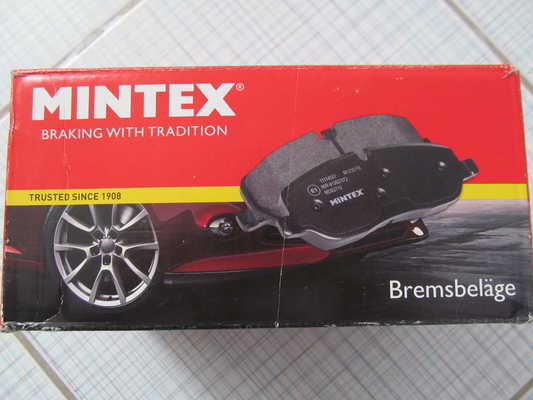 MINTEX®
BRAKING WITH TRADITION
TRUSTED SINCE 1908
MINTEX
Bremsbeläge